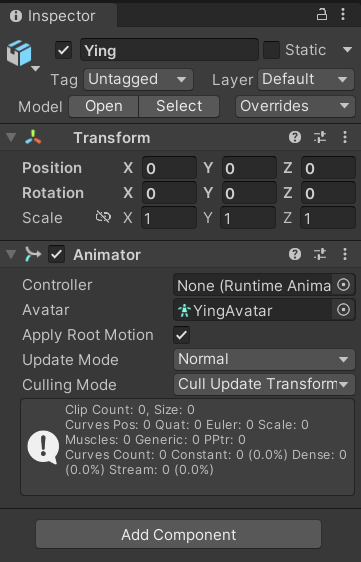 Inspector
Ying
Static
Tag Untagged Layer Default
Model Open Select Overrides
Transform
Position X 0 Y 0 Z 0
Rotation X 0 Y 0 Z 0
Scale X 1 Y 1 Z 1
Animator
Controller None (Runtime Anima
Avatar YingAvatar
Apply Root Motion
Update Mode Normal
Culling Mode Cull Update Transform
Clip Count: 0, Size: 0
Curves Pos: 0 Quat: 0 Euler: 0 Scale: 0
Muscles: 0 Generic: 0 PPtr: 0
Curves Count: 0 Constant: 0 (0.0%) Dense: 0
(0.0%) Stream: 0 (0.0%)
Add Component